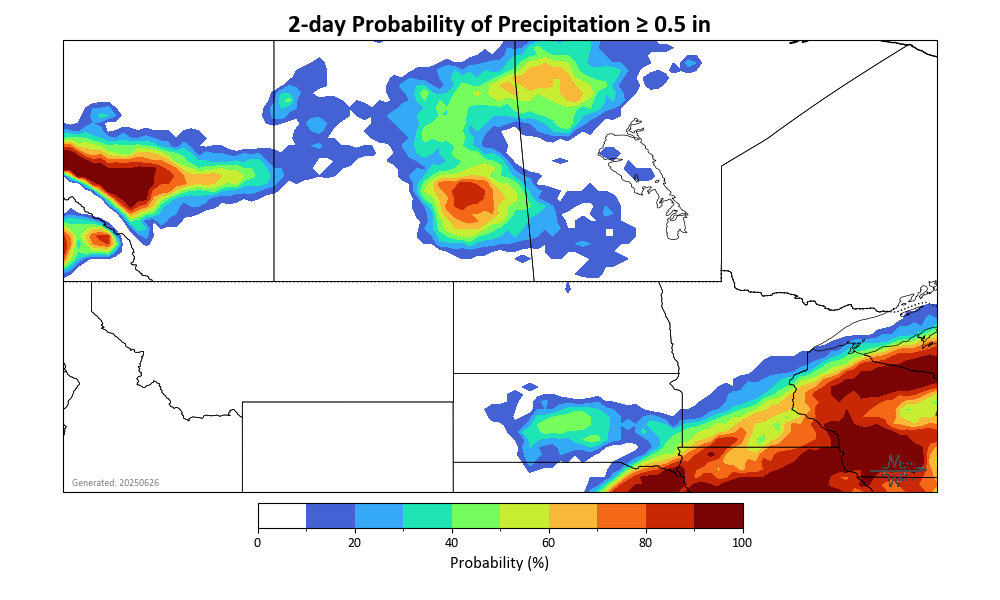 2-day Probability of Precipitation ≥ 0.5 in
Generated: 20250626
0 20 40 60 80 100
Probability (%)